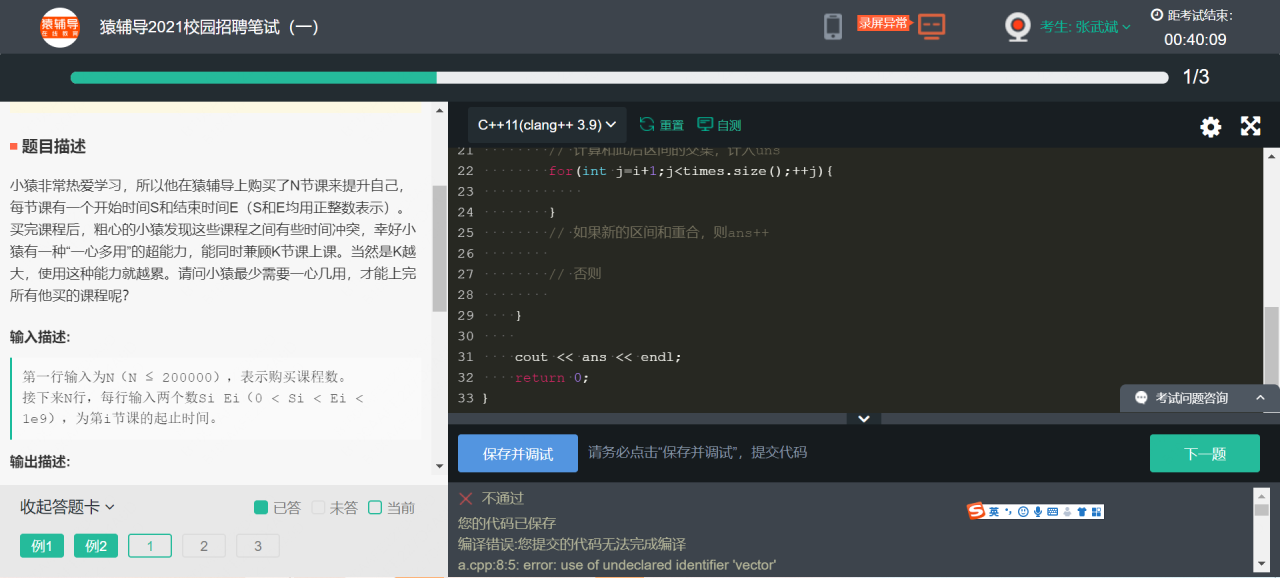 猿辅导
在线教育
猿辅导2021校园招聘笔试（一）
录屏异常
考生: 张武斌
距考试结束:
00:40:09
1/3
题目描述
小猿非常热爱学习，所以他在猿辅导上购买了N节课来提升自己，
每节课有一个开始时间S和结束时间E（S和E均用正整数表示）。
买完课程后，粗心的小猿发现这些课程之间有些时间冲突，幸好小
猿有一种“一心多用”的超能力，能同时兼顾K节课上课。当然是K越
大，使用这种能力就越累。请问小猿最少需要一心几用，才能上完
所有他买的课程呢？
输入描述:
第一行输入为N（N ≤ 200000），表示购买课程数。
接下来N行，每行输入两个数Si Ei（0 < Si < Ei <
1e9），为第i节课的起止时间。
输出描述:
收起答题卡
已答
未答
当前
例1
例2
1
2
3
C++11(clang++ 3.9)
重置
自测
21 // 计算和此后区间的交集，计入ans
22 for(int j=i+1;j<times.size();++j){
23
24 }
25 // 如果新的区间和重合，则ans++
26
27 // 否则
28
29 }
30
31 cout << ans << endl;
32 return 0;
33 }
考试问题咨询
保存并调试
请务必点击“保存并调试”，提交代码
下一题
不通过
您的代码已保存
编译错误:您提交的代码无法完成编译
a.cpp:8:5: error: use of undeclared identifier 'vector'
S
英